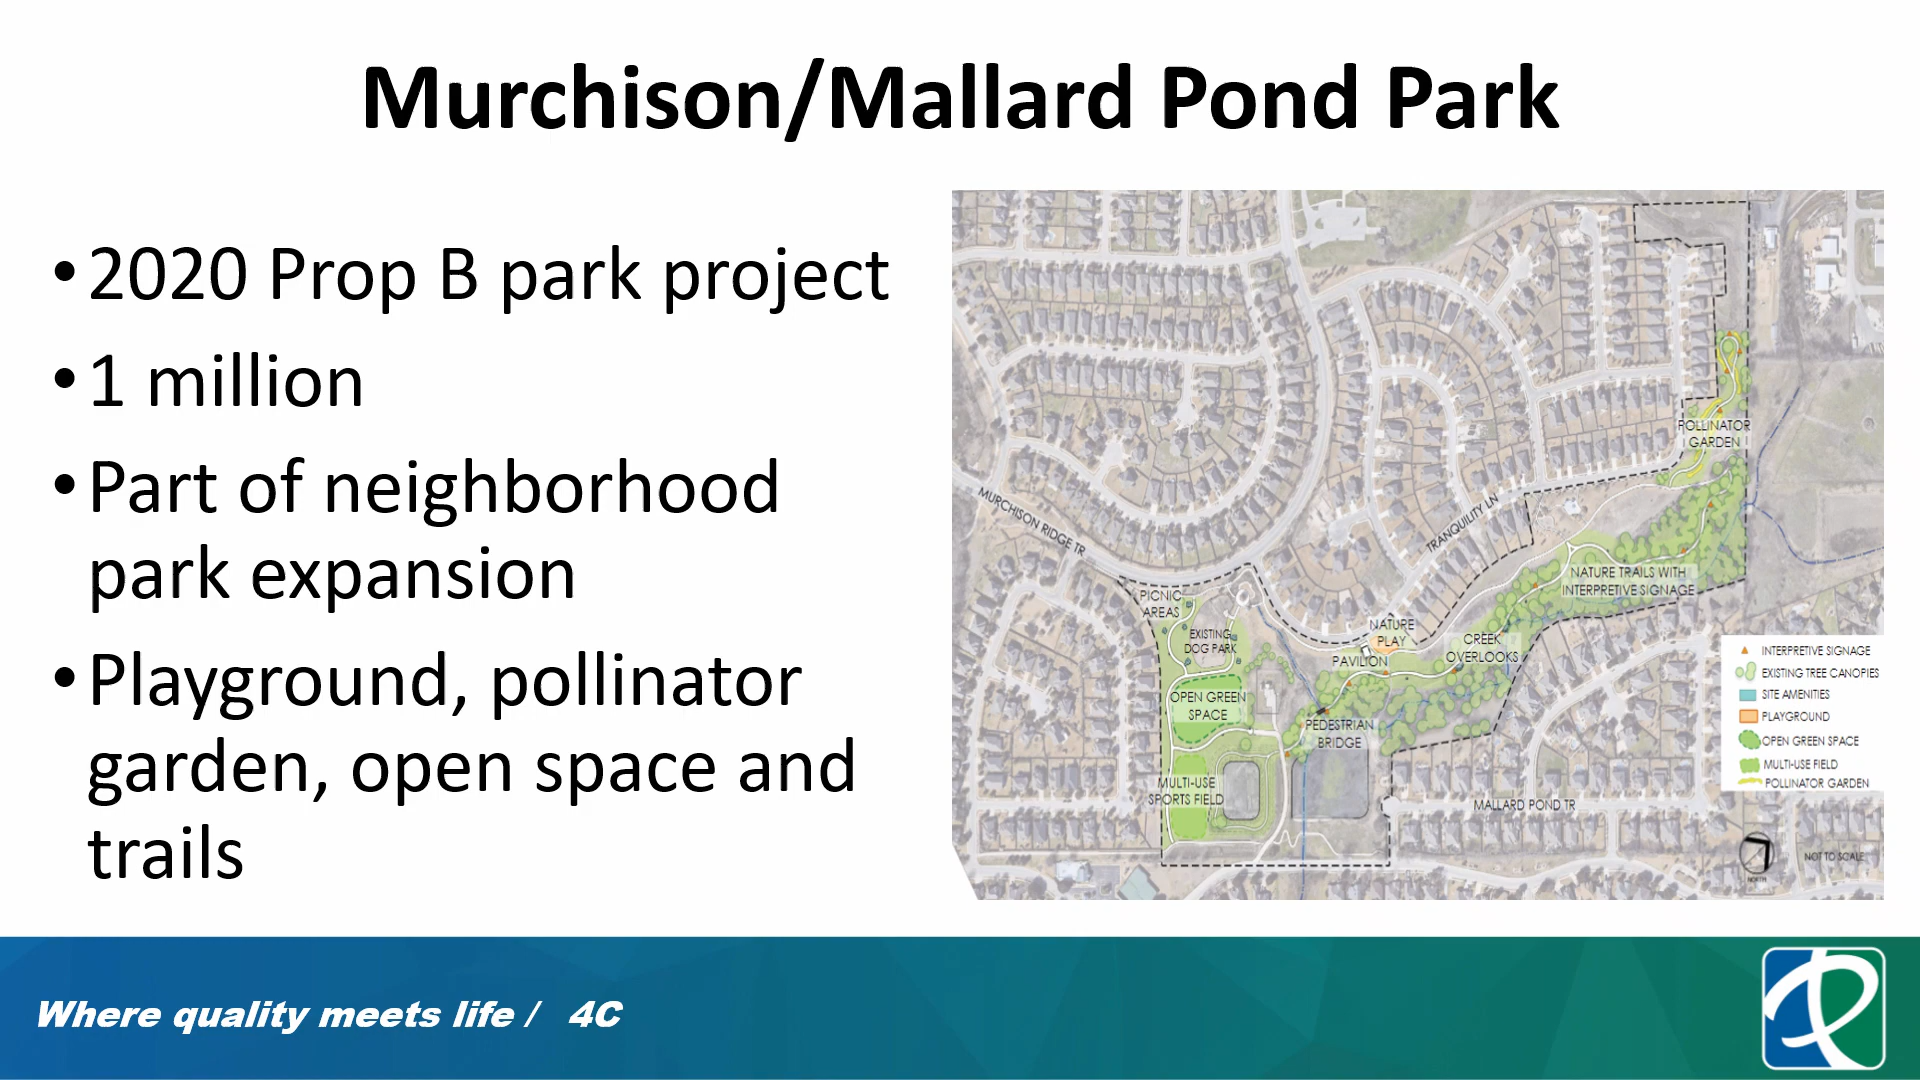 Murchison/Mallard Pond Park
•2020 Prop B park project
•1 million
•Part of neighborhood
park expansion
•Playground, pollinator
garden, open space and
trails
POLLINATOR
GARDEN
MURCHISON RIDGE TR
TRANQUILITY LN
NATURE TRAILS WITH
INTERPRETIVE SIGNAGE
PICNIC
AREAS
EXISTING
DOG PARK
NATURE
PLAY
PAVILION
CREEK
OVERLOOKS
OPEN GREEN
SPACE
PEDESTRIAN
BRIDGE
MULTI-USE
SPORTS FIELD
MALLARD POND TR
INTERPRETIVE SIGNAGE
EXISTING TREE CANOPIES
SITE AMENITIES
PLAYGROUND
OPEN GREEN SPACE
MULTI-USE FIELD
POLLINATOR GARDEN
NORTH
NOT TO SCALE
Where quality meets life / 4C